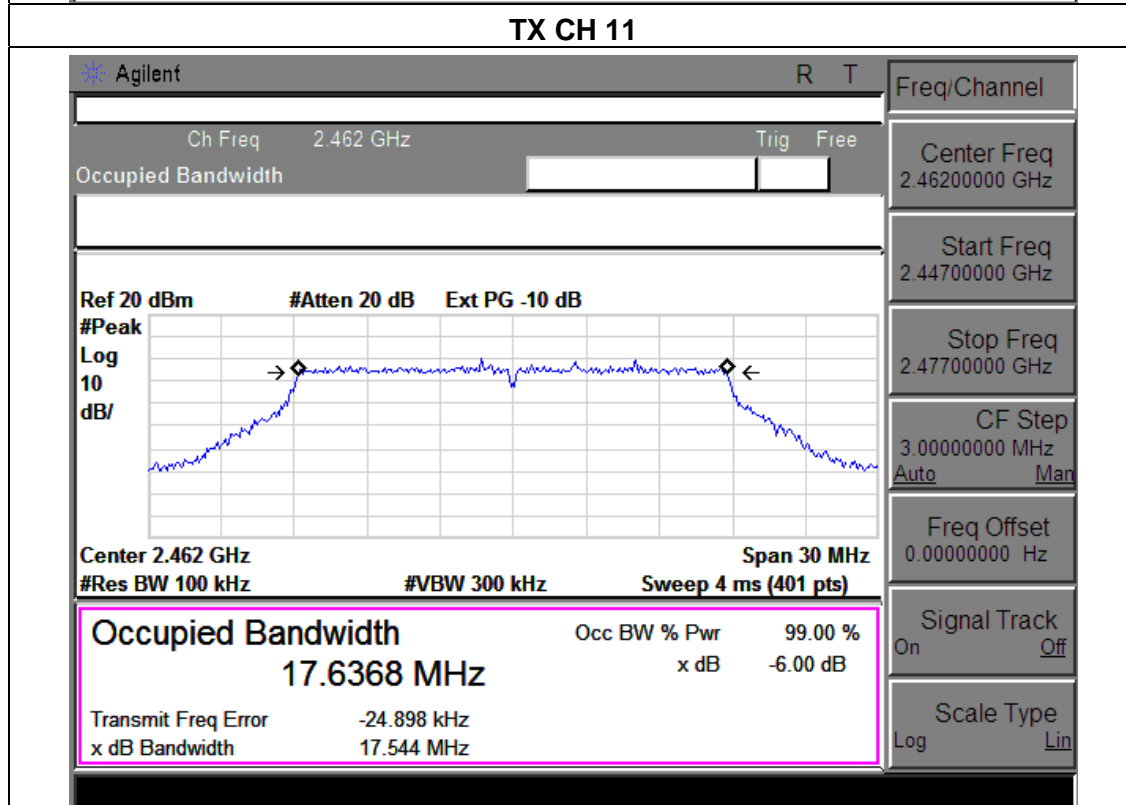 TX CH 11
Agilent R T
Ch Freq 2.462 GHz Trig Free
Occupied Bandwidth
Ref 20 dBm #Atten 20 dB Ext PG -10 dB
#Peak
Log
10
dB/
Center 2.462 GHz Span 30 MHz
#Res BW 100 kHz #VBW 300 kHz Sweep 4 ms (401 pts)
Occupied Bandwidth Occ BW % Pwr 99.00 %
17.6368 MHz x dB -6.00 dB
Transmit Freq Error -24.898 kHz
x dB Bandwidth 17.544 MHz
Freq/Channel
Center Freq
2.46200000 GHz
Start Freq
2.44700000 GHz
Stop Freq
2.47700000 GHz
CF Step
3.00000000 MHz
Auto Man
Freq Offset
0.00000000 Hz
Signal Track
On Off
Scale Type
Log Lin